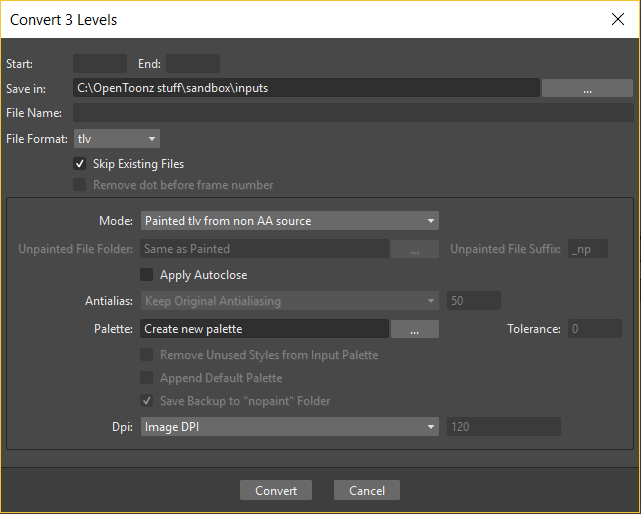 Convert 3 Levels
Start: End:
Save in: C:\OpenToonz stuff\sandbox\inputs ...
File Name:
File Format: tlv
Skip Existing Files
Remove dot before frame number
Mode: Painted tlv from non AA source
Unpainted File Folder: Same as Painted ... Unpainted File Suffix: _np
Apply Autoclose
Antialias: Keep Original Antialiasing 50
Palette: Create new palette ... Tolerance: 0
Remove Unused Styles from Input Palette
Append Default Palette
Save Backup to "nopaint" Folder
Dpi: Image DPI 120
Convert Cancel